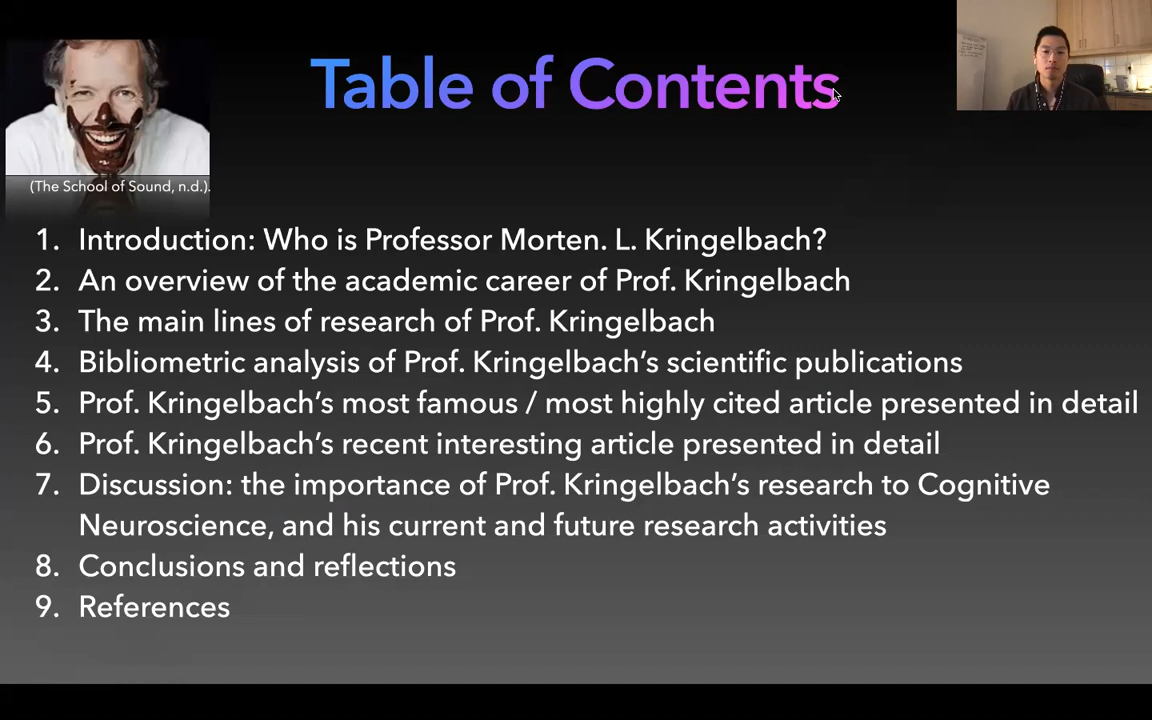 Table of Contents
(The School of Sound, n.d.).
1. Introduction: Who is Professor Morten. L. Kringelbach?
2. An overview of the academic career of Prof. Kringelbach
3. The main lines of research of Prof. Kringelbach
4. Bibliometric analysis of Prof. Kringelbach’s scientific publications
5. Prof. Kringelbach’s most famous / most highly cited article presented in detail
6. Prof. Kringelbach’s recent interesting article presented in detail
7. Discussion: the importance of Prof. Kringelbach’s research to Cognitive
Neuroscience, and his current and future research activities
8. Conclusions and reflections
9. References